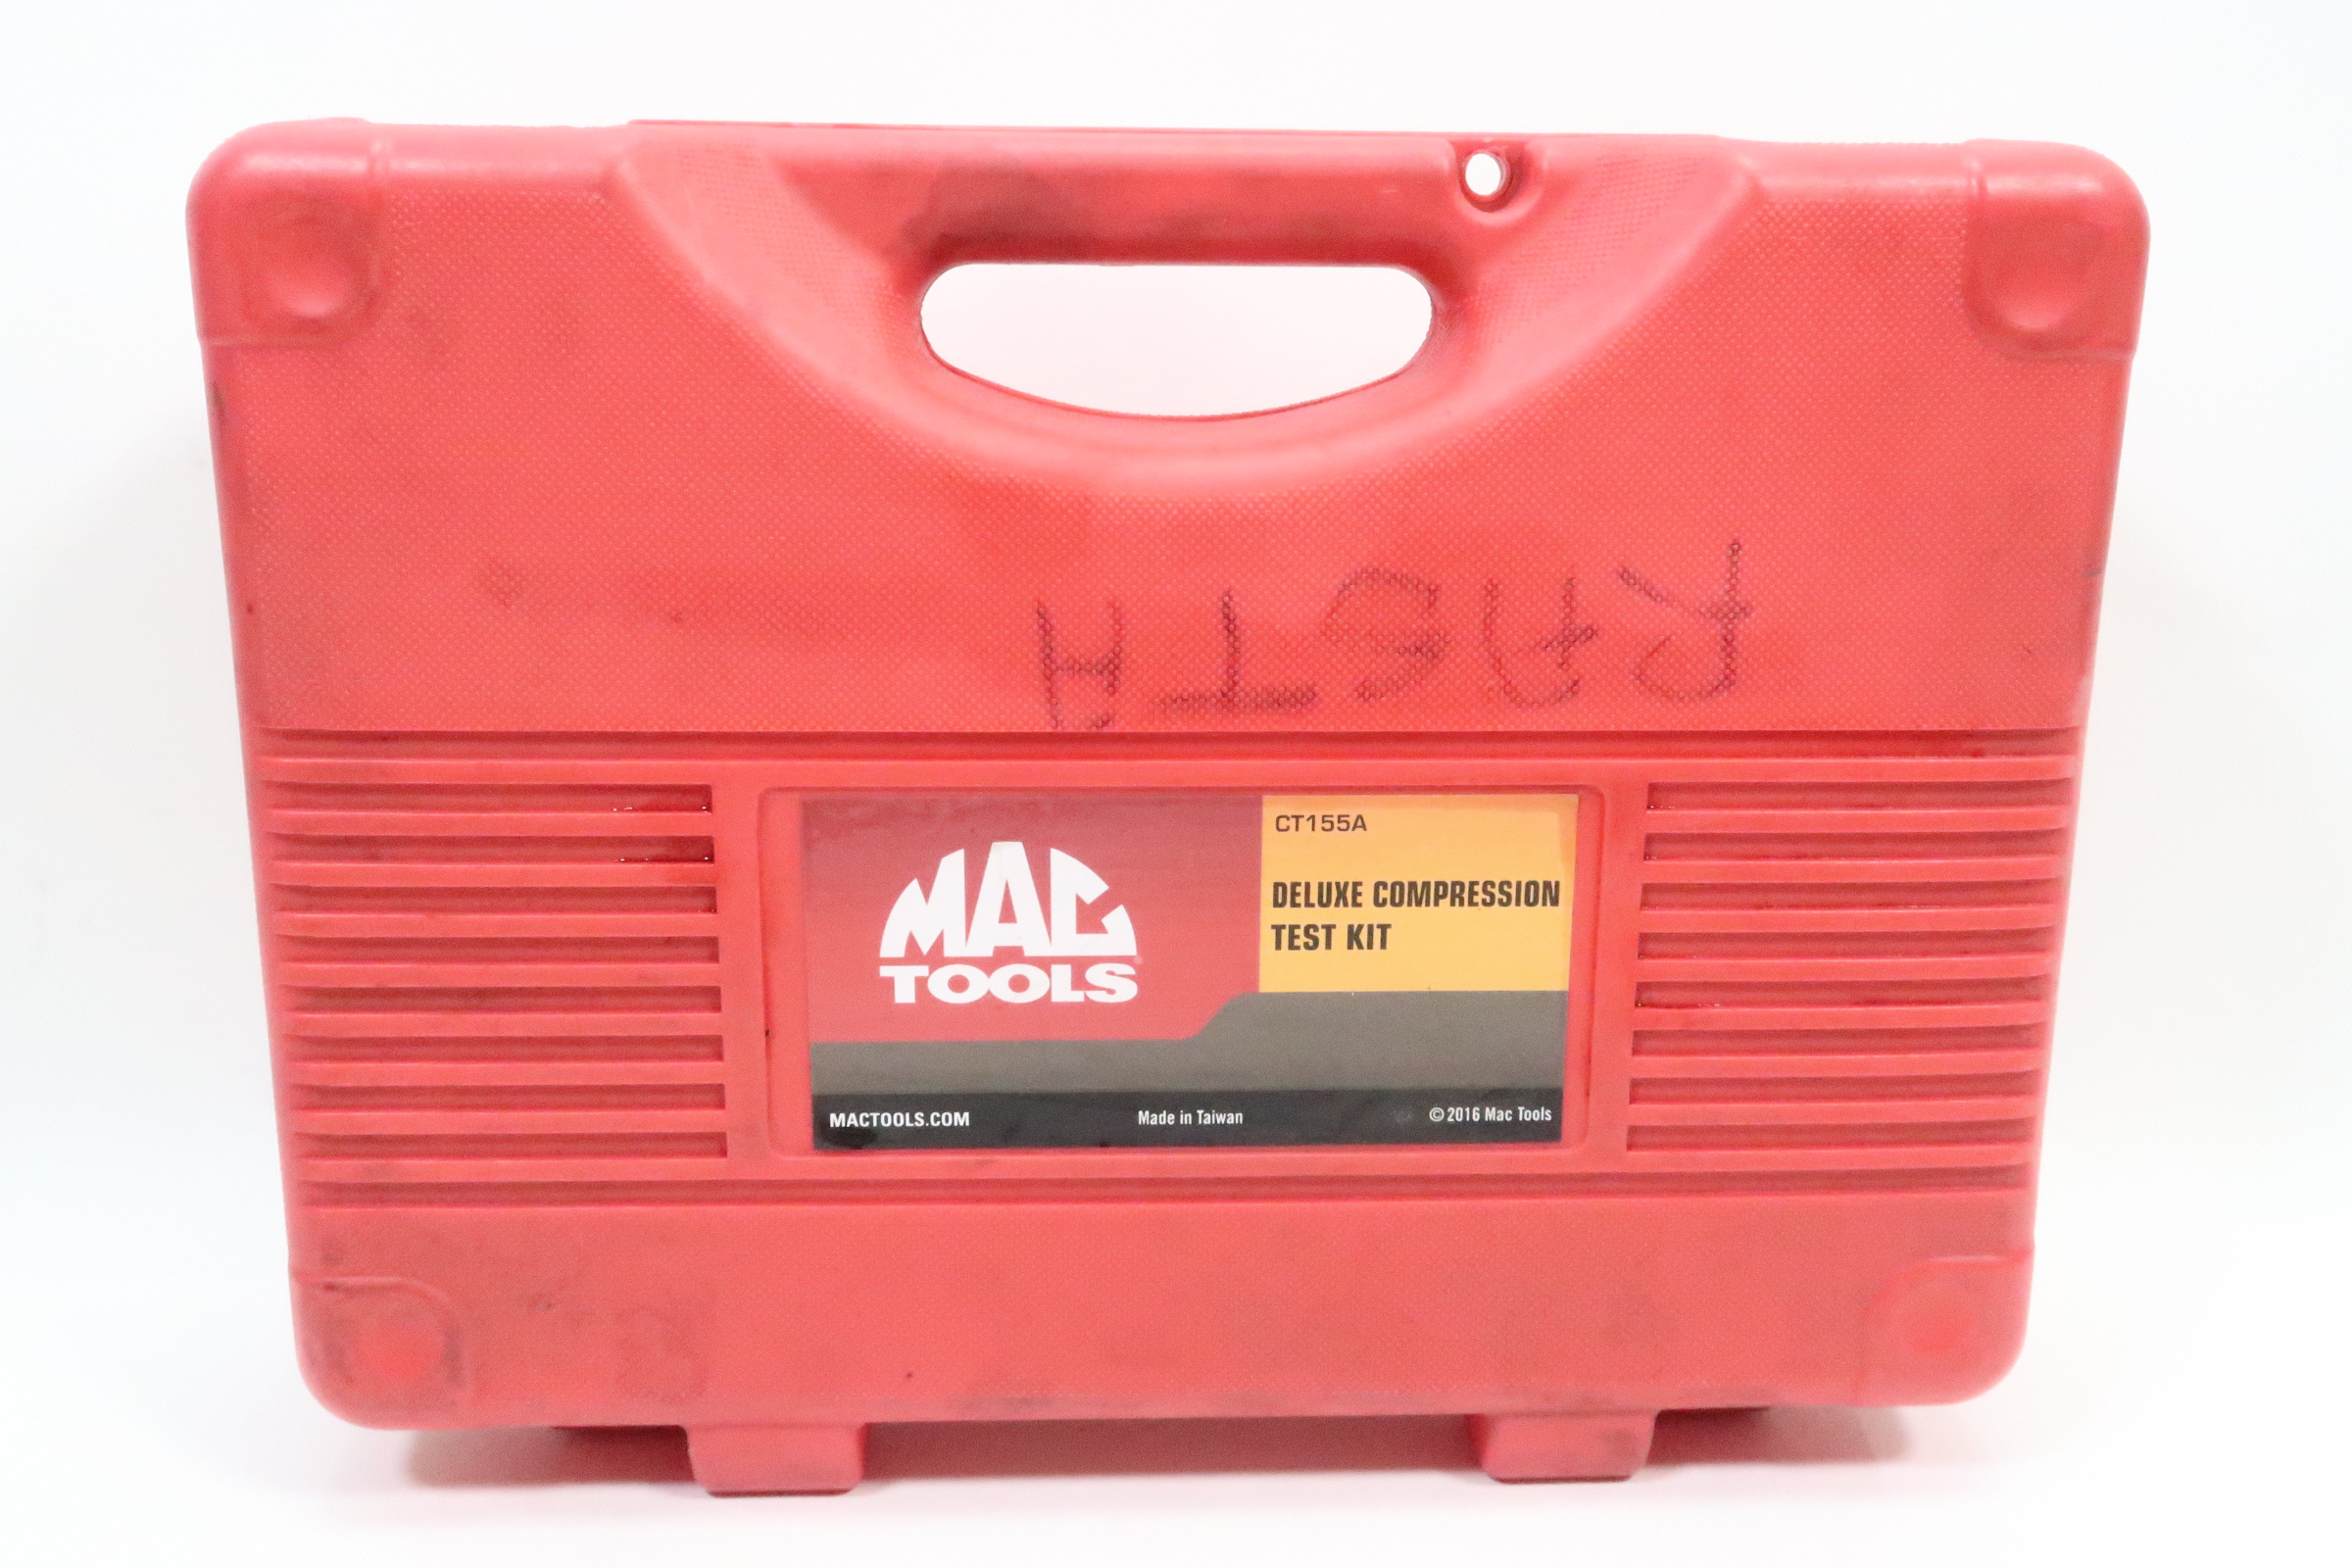 RASTA
MAC
TOOLS
CT155A
DELUXE COMPRESSION
TEST KIT
MACTOOLS.COM
Made in Taiwan
© 2016 Mac Tools